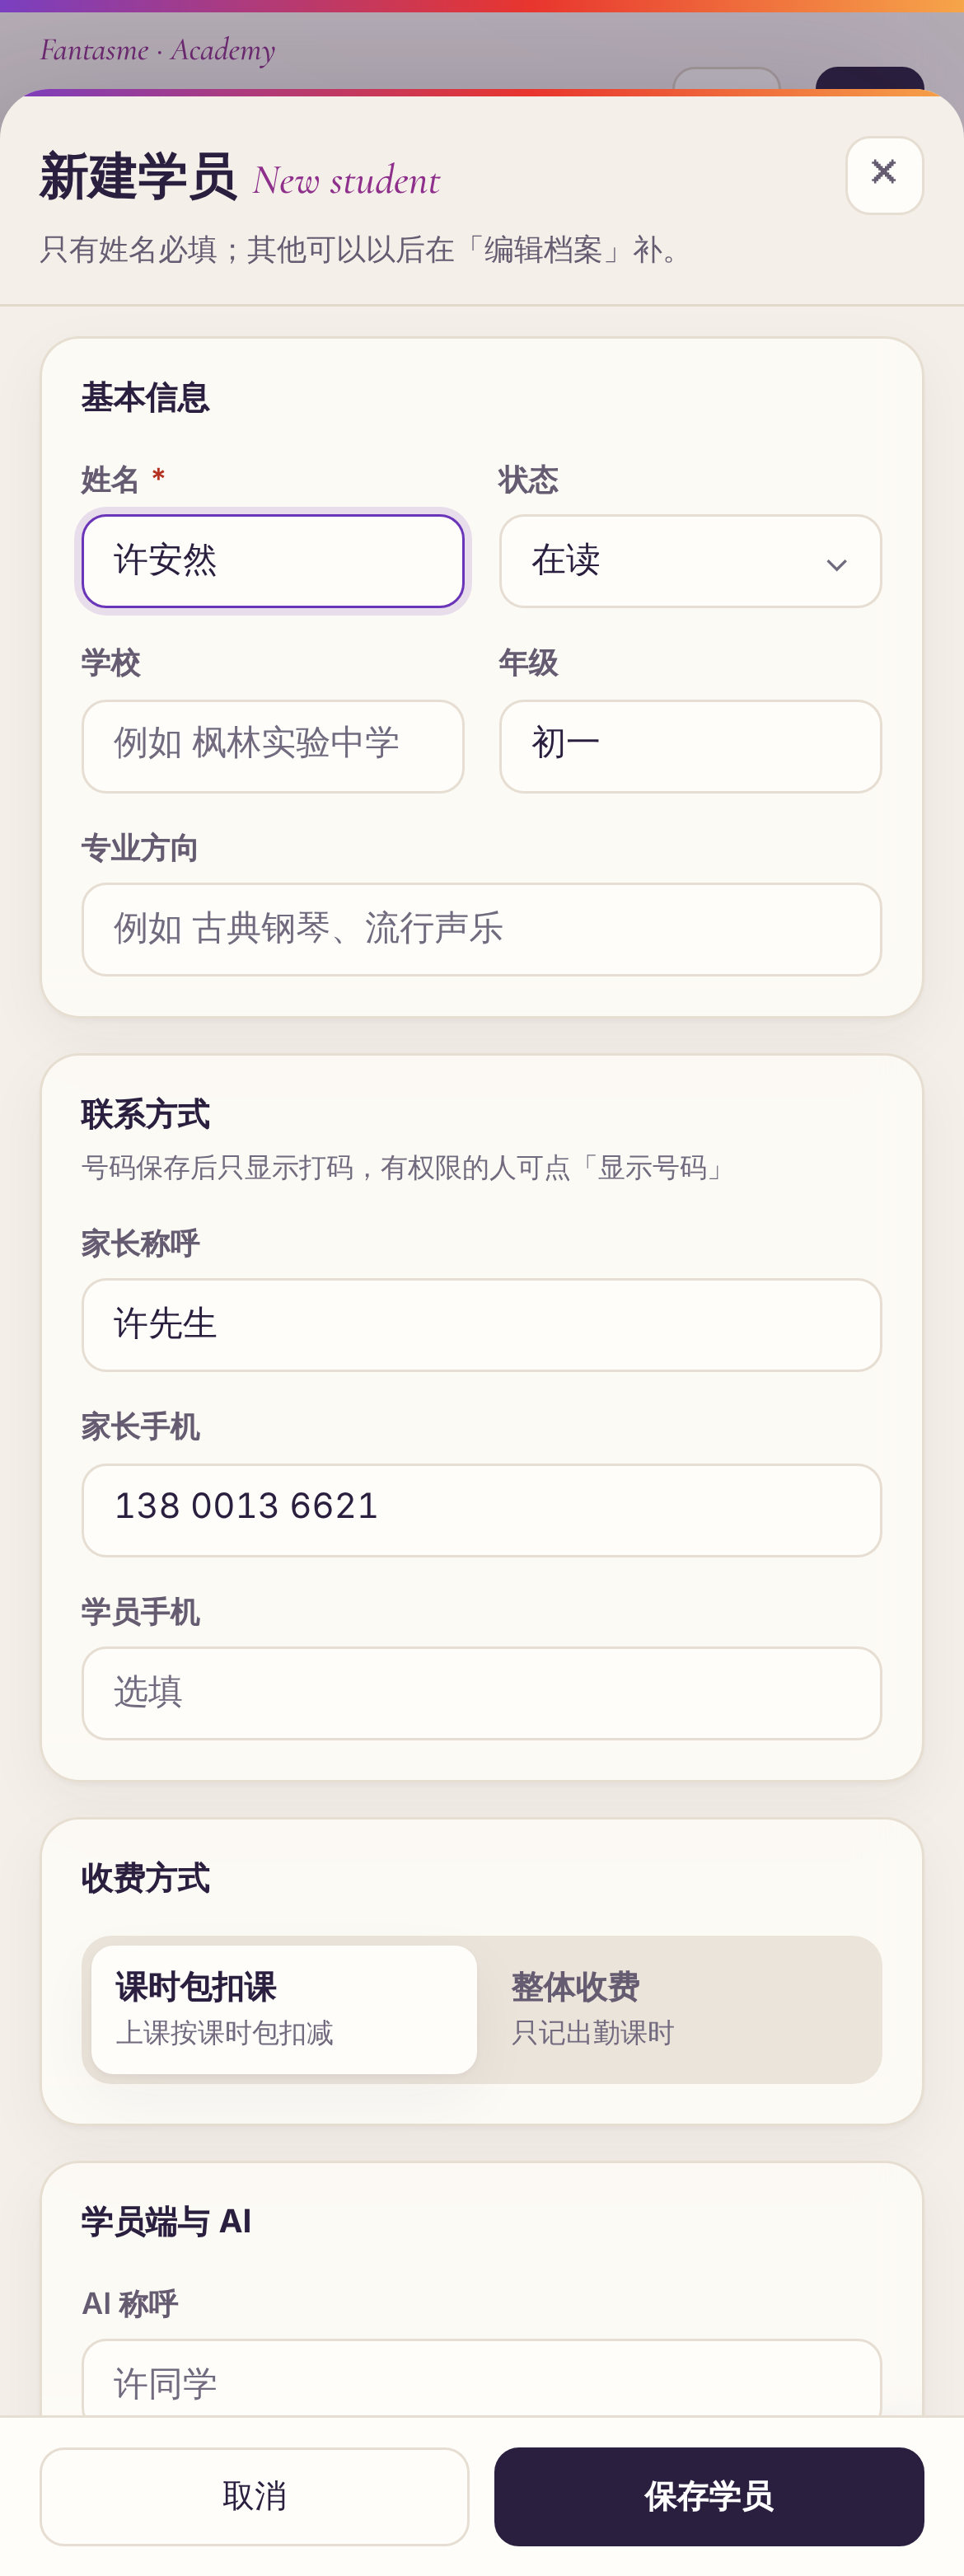 Fantasme · Academy
新建学员 New student
只有姓名必填；其他可以以后在「编辑档案」补。
基本信息
姓名 *
状态
许安然
在读
学校
年级
例如 枫林实验中学
初一
专业方向
例如 古典钢琴、流行声乐
联系方式
号码保存后只显示打码，有权限的人可点「显示号码」
家长称呼
许先生
家长手机
138 0013 6621
学员手机
选填
收费方式
课时包扣课
整体收费
上课按课时包扣减
只记出勤课时
学员端与 AI
AI 称呼
许同学
取消
保存学员